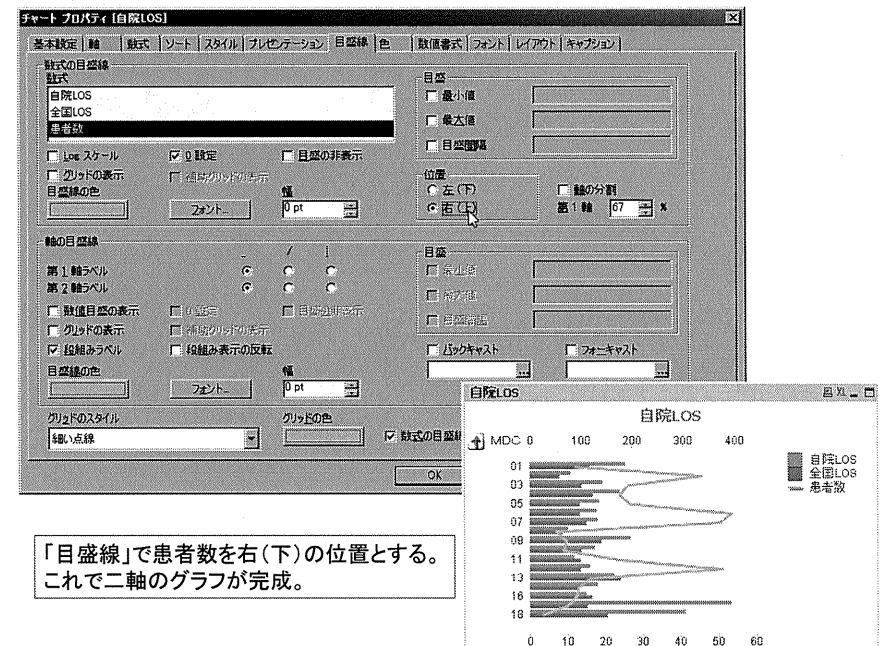 チャート プロパティ [自院LOS]
基本設定 軸 数式 ソート スタイル プレゼンテーション 目盛線 色 数値書式 フォント レイアウト キャプション
数式の目盛線
数式
自院LOS
全国LOS
患者数
Log スケール 0 設定 目盛の非表示
グリッドの表示 補助グリッドの表示
目盛線の色 幅
フォント... 0 pt
目盛
最小値
最大値
目盛間隔
位置
左(下) 軸の分割
右(上) 第1軸 67 %
軸の目盛線
_ / |
第1軸ラベル
第2軸ラベル
数値目盛の表示 0 設定 目盛の非表示
グリッドの表示 補助グリッドの表示
段組みラベル 段組み表示の反転
目盛線の色 幅
フォント... 0 pt
目盛
最小値
最大値
目盛間隔
バックキャスト フォーキャスト
... ...
グリッドのスタイル グリッドの色
細い点線 数式の目盛線
OK
自院LOS XL
自院LOS
MDC 0 100 200 300 400
自院LOS
全国LOS
患者数
01
03
05
07
09
11
13
16
18
0 10 20 30 40 50 60
「目盛線」で患者数を右(下)の位置とする。
これで二軸のグラフが完成。